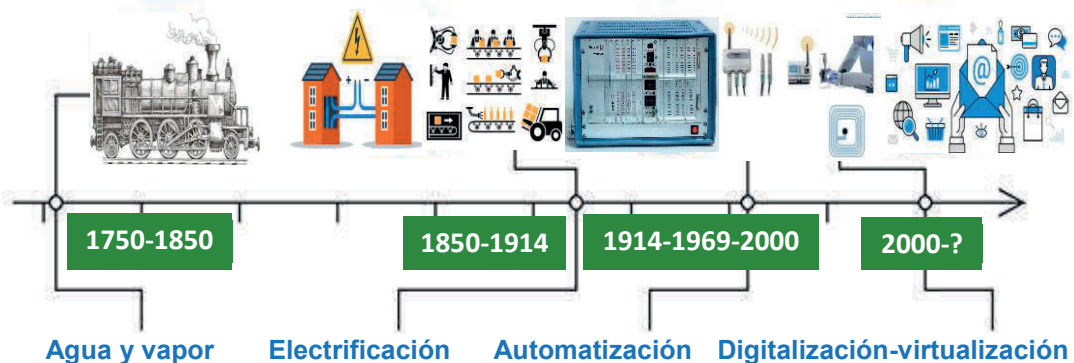 1750-1850
1850-1914
1914-1969-2000
2000-?
Agua y vapor
Electrificación
Automatización
Digitalización-virtualización